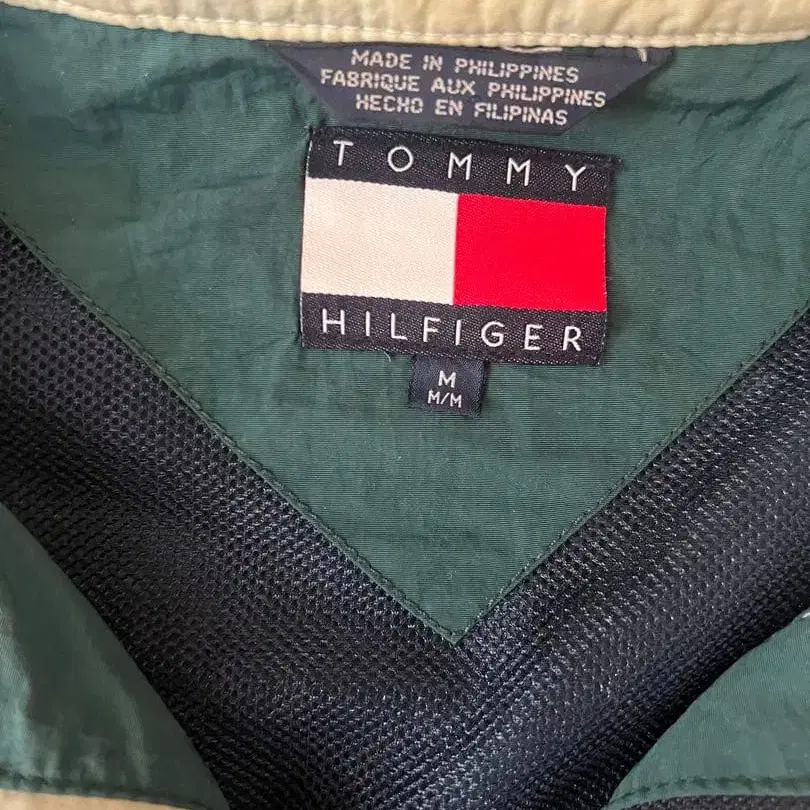 MADE IN PHILIPPINES
FABRIQUE AUX PHILIPPINES
HECHO EN FILIPINAS
TOMMY
HILFIGER
M
M/M